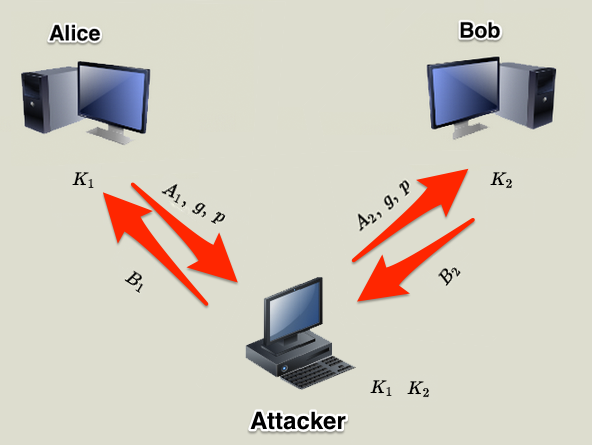 Alice
Bob
K₁
A₁, g, p
A₂, g, p
K₂
B₁
B₂
K₁ K₂
Attacker